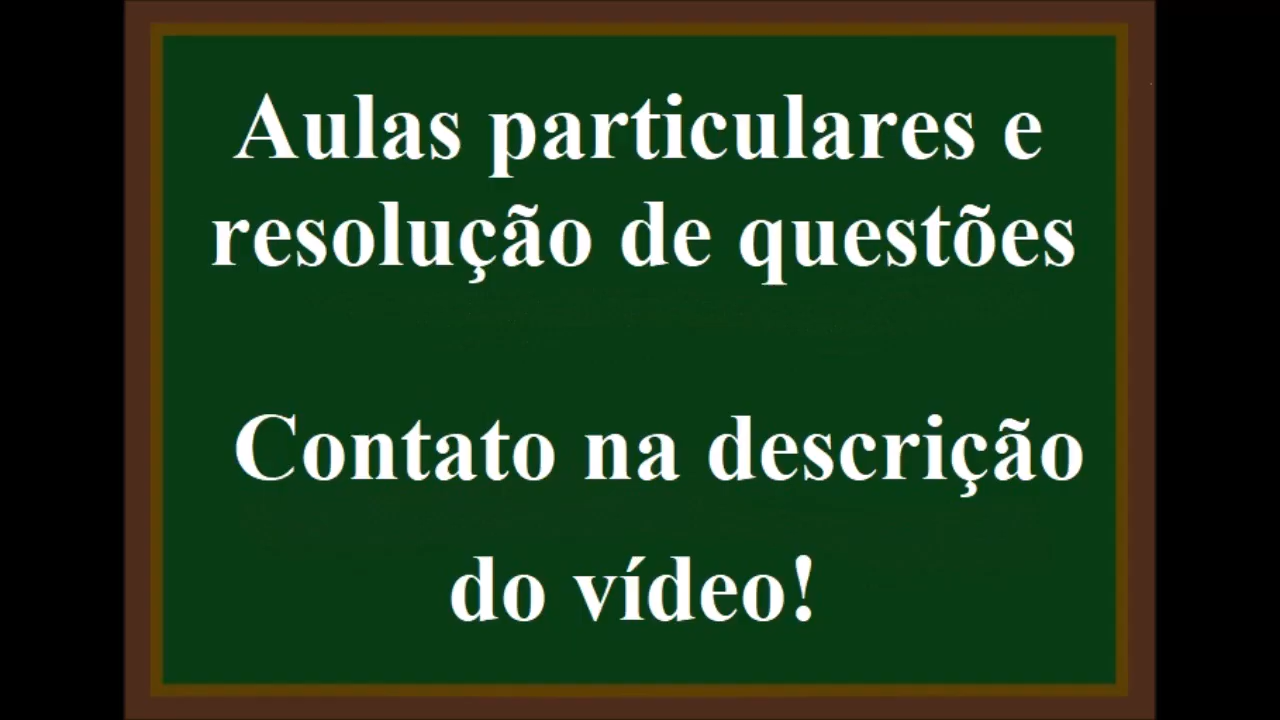 Aulas particulares e
resolução de questões
Contato na descrição
do vídeo!